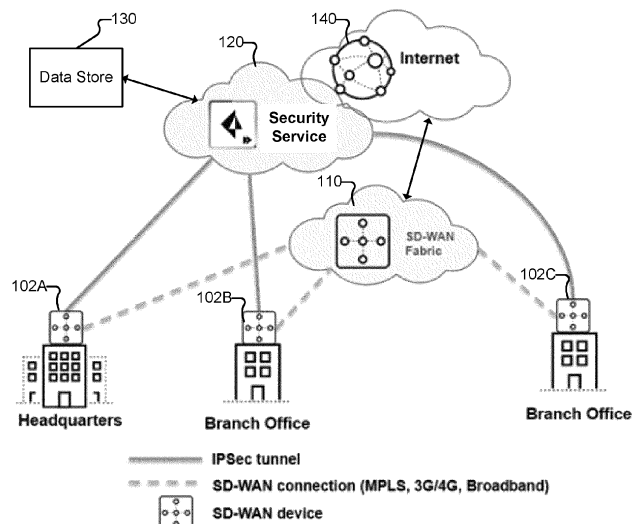 130
140
120
Data Store
Internet
Security
Service
110
SD-WAN
Fabric
102A
102B
102C
Headquarters
Branch Office
Branch Office
IPSec tunnel
SD-WAN connection (MPLS, 3G/4G, Broadband)
SD-WAN device